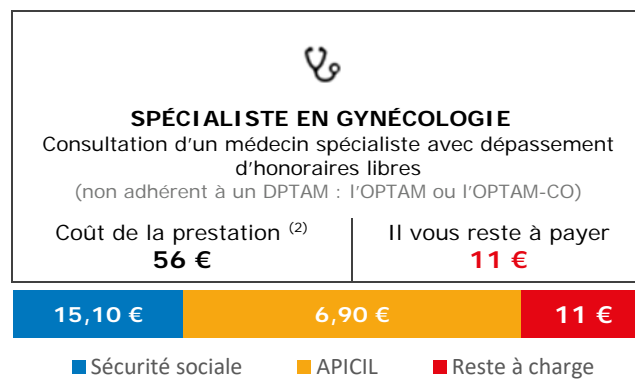 SPÉCIALISTE EN GYNÉCOLOGIE
Consultation d'un médecin spécialiste avec dépassement
d'honoraires libres
(non adhérent à un DPTAM : l'OPTAM ou l'OPTAM-CO)
Coût de la prestation (2)
56 €
Il vous reste à payer
11 €
15,10 € 6,90 € 11 €
Sécurité sociale APICIL Reste à charge